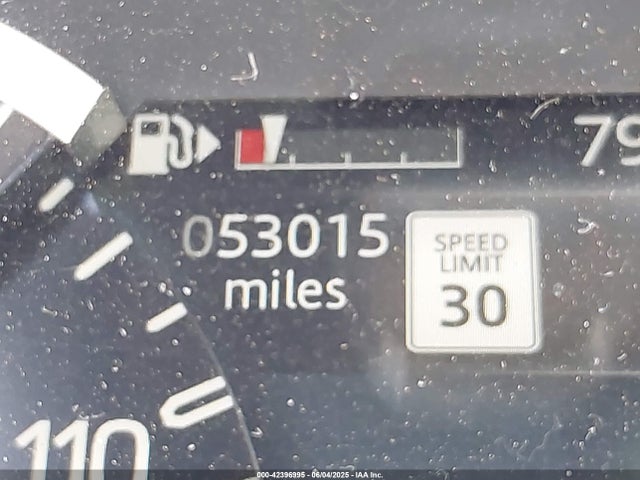 79
053015
miles
SPEED
LIMIT
30
110
000-42396995 - 06/04/2025 - IAA Inc.